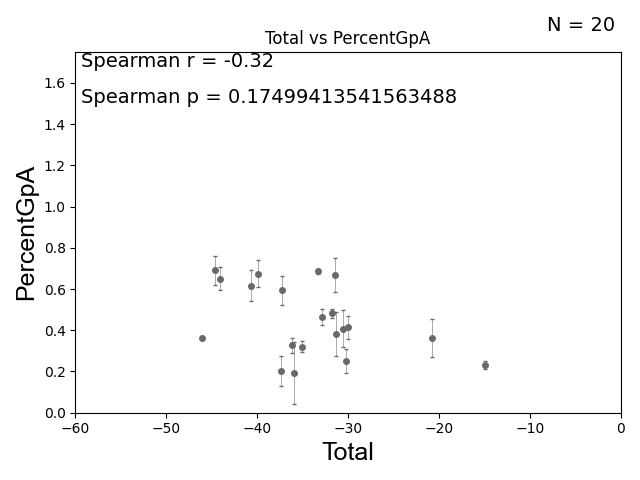 N = 20
Total vs PercentGpA
Spearman r = -0.32
Spearman p = 0.17499413541563488
PercentGpA
1.6
1.4
1.2
1.0
0.8
0.6
0.4
0.2
0.0
−60
−50
−40
−30
−20
−10
0
Total